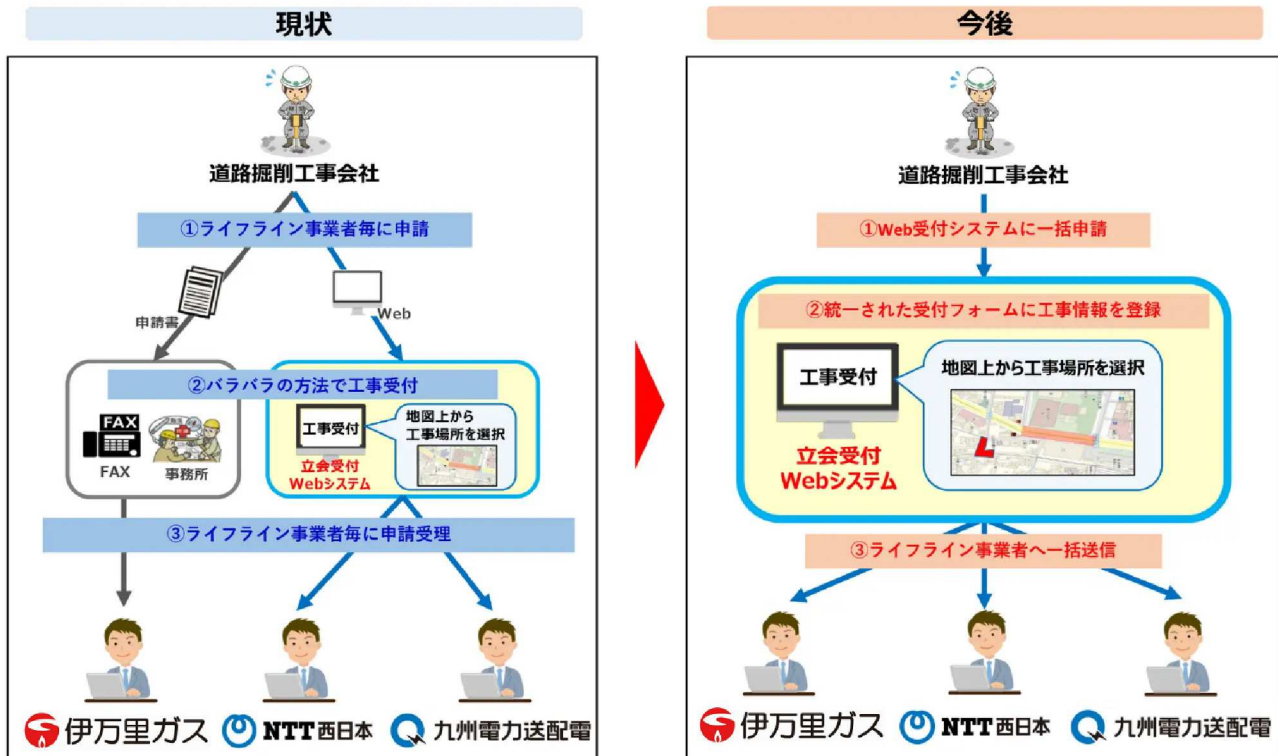 現状
道路掘削工事会社
①ライフライン事業者毎に申請
申請書
Web
②バラバラの方法で工事受付
FAX
FAX
事務所
工事受付
立会受付
Webシステム
地図上から
工事場所を選択
③ライフライン事業者毎に申請受理
伊万里ガス
NTT西日本
九州電力送配電
今後
道路掘削工事会社
①Web受付システムに一括申請
②統一された受付フォームに工事情報を登録
工事受付
立会受付
Webシステム
地図上から工事場所を選択
③ライフライン事業者へ一括送信
伊万里ガス
NTT西日本
九州電力送配電